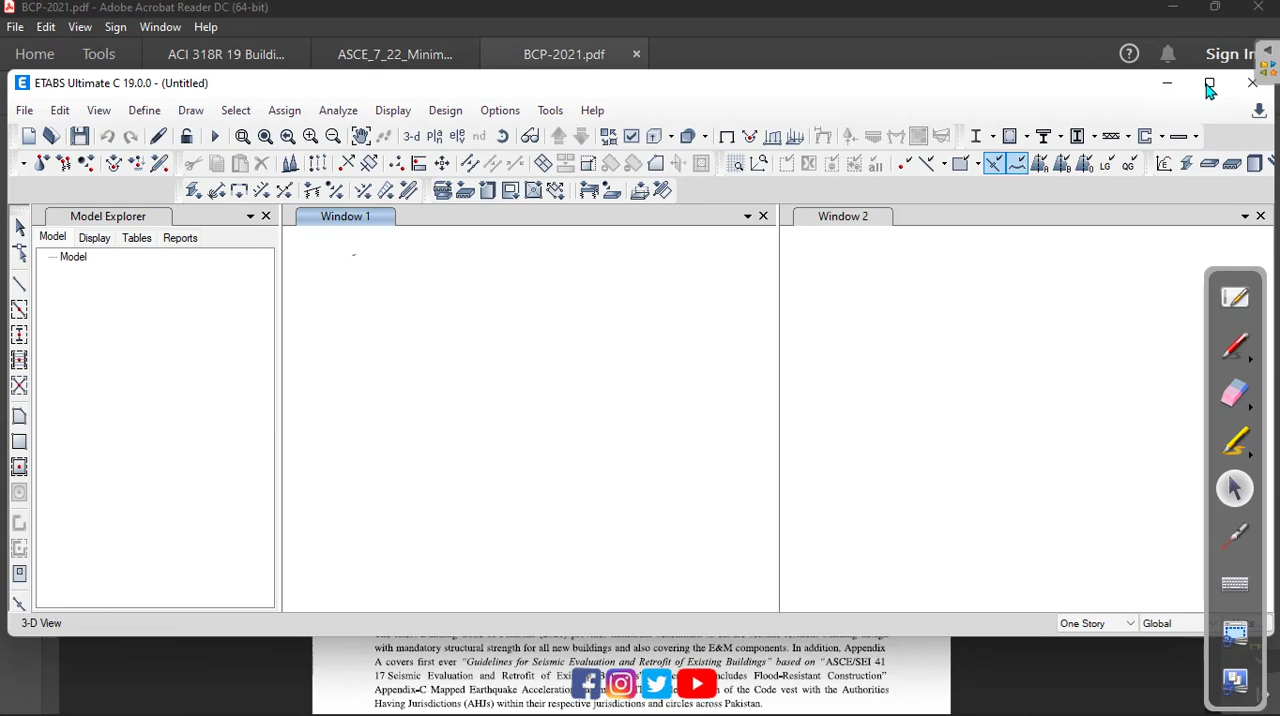 BCP-2021.pdf - Adobe Acrobat Reader DC (64-bit)
File Edit View Sign Window Help
Home Tools ACI 318R 19 Buildi... ASCE_7_22_Minim... BCP-2021.pdf Sign In
ETABS Ultimate C 19.0.0 - (Untitled)
File Edit View Define Draw Select Assign Analyze Display Design Options Tools Help
3-d nd
all LG QG
Model Explorer Window 1 Window 2
Model Display Tables Reports
Model
3-D View One Story Global
with mandatory structural strength for all new buildings and also covering the E&M components. In addition, Appendix
A covers first ever "Guidelines for Seismic Evaluation and Retrofit of Existing Buildings" based on "ASCE/SEI 41
17 Seismic Evaluation and Retrofit of includes Flood-Resistant Construction"
Appendix-C Mapped Earthquake of the Code vest with the Authorities
Having Jurisdictions (AHJs) within their respective jurisdictions and circles across Pakistan.